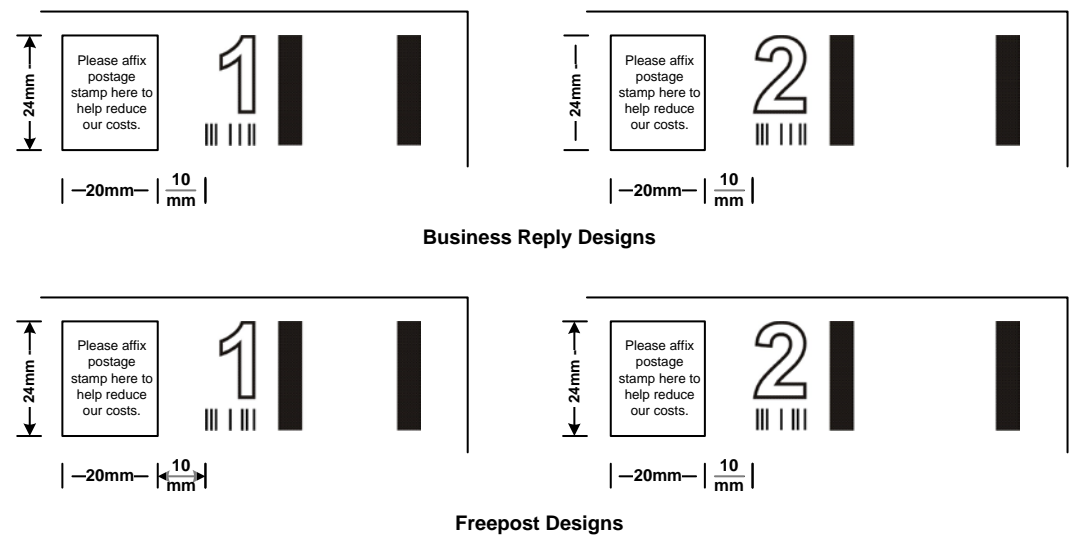 Please affix
postage
stamp here to
help reduce
our costs.
24mm
1
20mm
10
mm
Please affix
postage
stamp here to
help reduce
our costs.
24mm
2
20mm
10
mm
Business Reply Designs
Please affix
postage
stamp here to
help reduce
our costs.
24mm
1
20mm
10
mm
Please affix
postage
stamp here to
help reduce
our costs.
24mm
2
20mm
10
mm
Freepost Designs